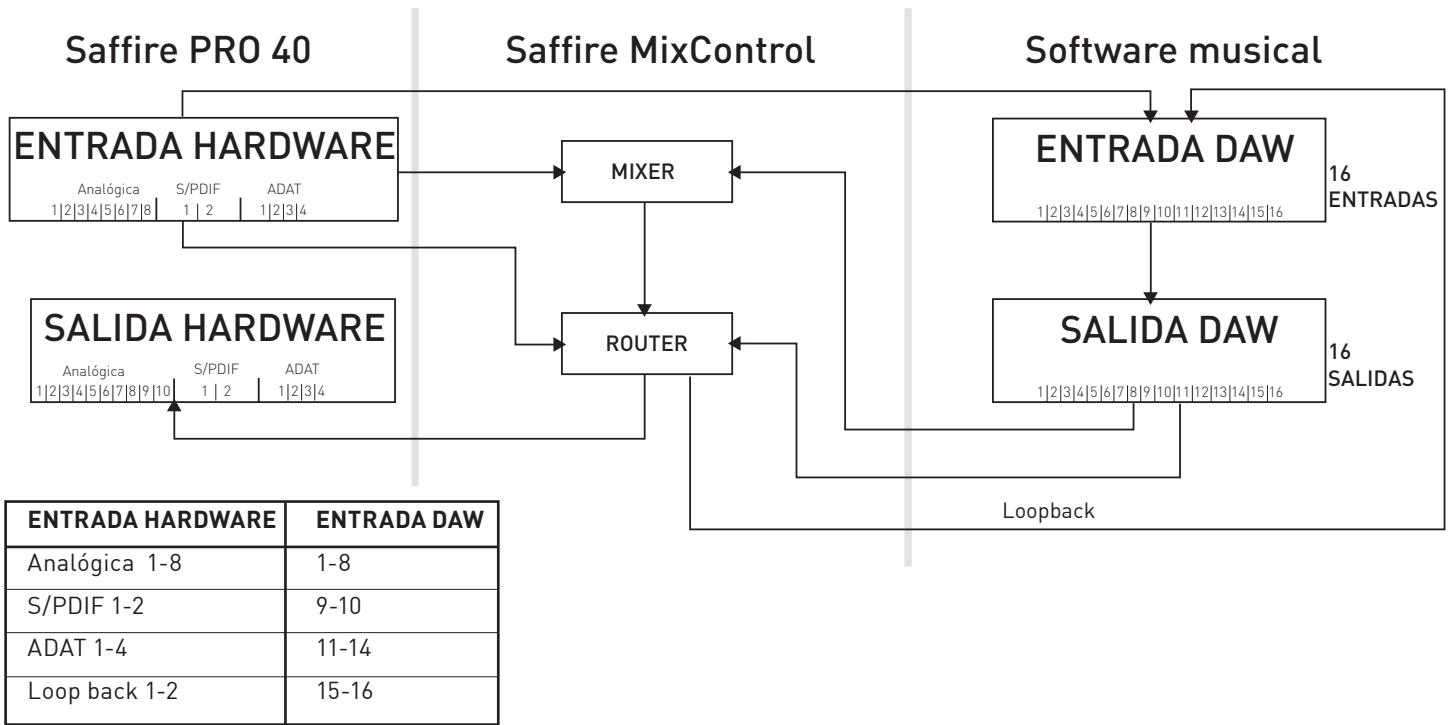 Saffire PRO 40
Saffire MixControl
Software musical
ENTRADA HARDWARE
Analógica S/PDIF ADAT
1|2|3|4|5|6|7|8 1 | 2 1|2|3|4
MIXER
ENTRADA DAW
1|2|3|4|5|6|7|8|9|10|11|12|13|14|15|16
16
ENTRADAS
SALIDA HARDWARE
Analógica S/PDIF ADAT
1|2|3|4|5|6|7|8|9|10 1 | 2 1|2|3|4
ROUTER
SALIDA DAW
1|2|3|4|5|6|7|8|9|10|11|12|13|14|15|16
16
SALIDAS
Loopback
ENTRADA HARDWARE ENTRADA DAW
Analógica 1-8 1-8
S/PDIF 1-2 9-10
ADAT 1-4 11-14
Loop back 1-2 15-16